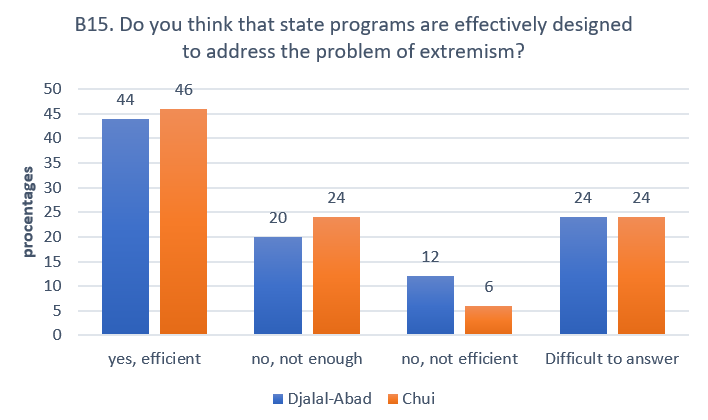 B15. Do you think that state programs are effectively designed
to address the problem of extremism?
procentages
50
45
40
35
30
25
20
15
10
5
0
44
46
20
24
12
6
24
24
yes, efficient
no, not enough
no, not efficient
Difficult to answer
Djalal-Abad
Chui